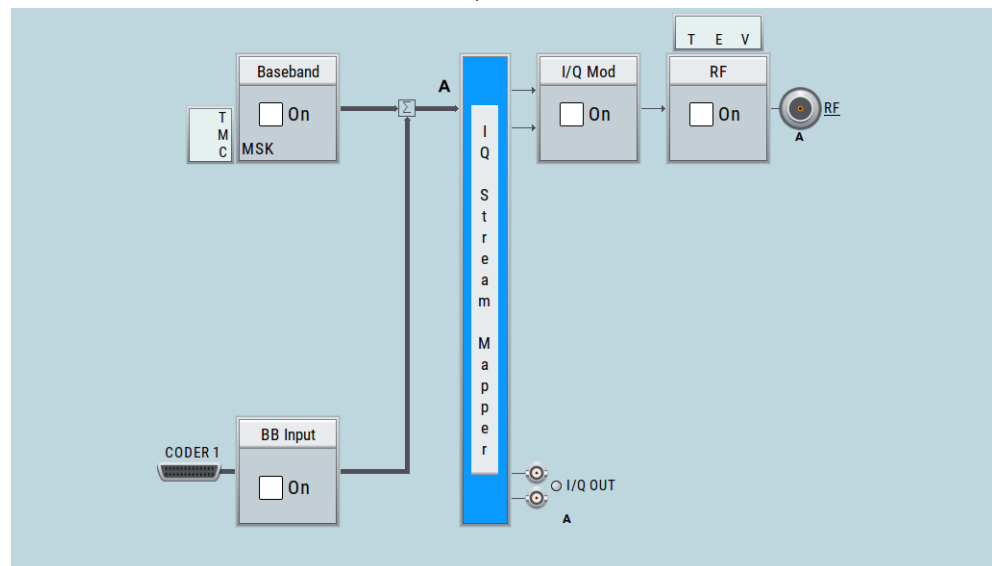 T E V
Baseband
I/Q Mod
RF
A
On
On
On
RF
T
M
C
MSK
Σ
A
I
Q
S
t
r
e
a
m
M
a
p
p
e
r
BB Input
CODER 1
On
I/Q OUT
A